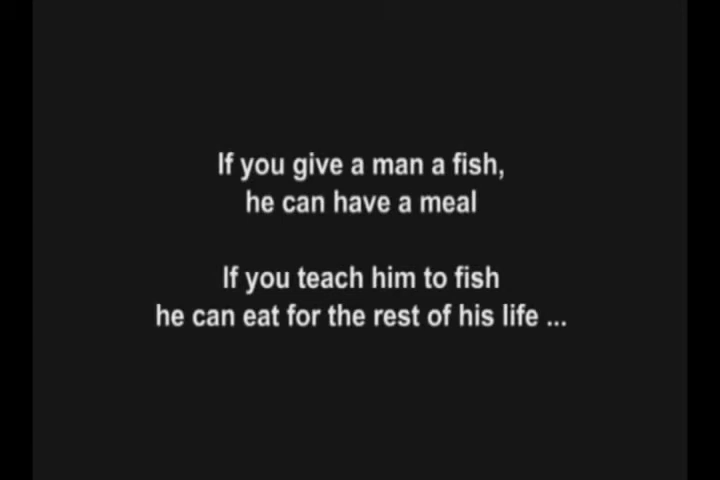 If you give a man a fish,
he can have a meal
If you teach him to fish
he can eat for the rest of his life ...